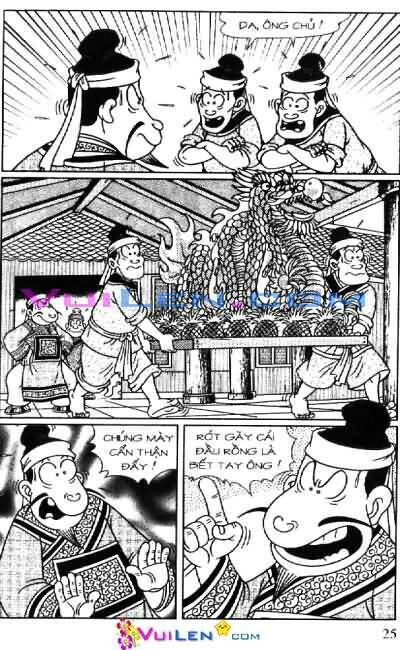 DẠ, ÔNG CHỦ !
VUILEN.COM
CHÚNG MÀY
CẨN THẬN
ĐẤY !
RỚT GÃY CÁI
ĐẦU RỒNG LÀ
BIẾT TAY ÔNG !
25
VUILEN.COM